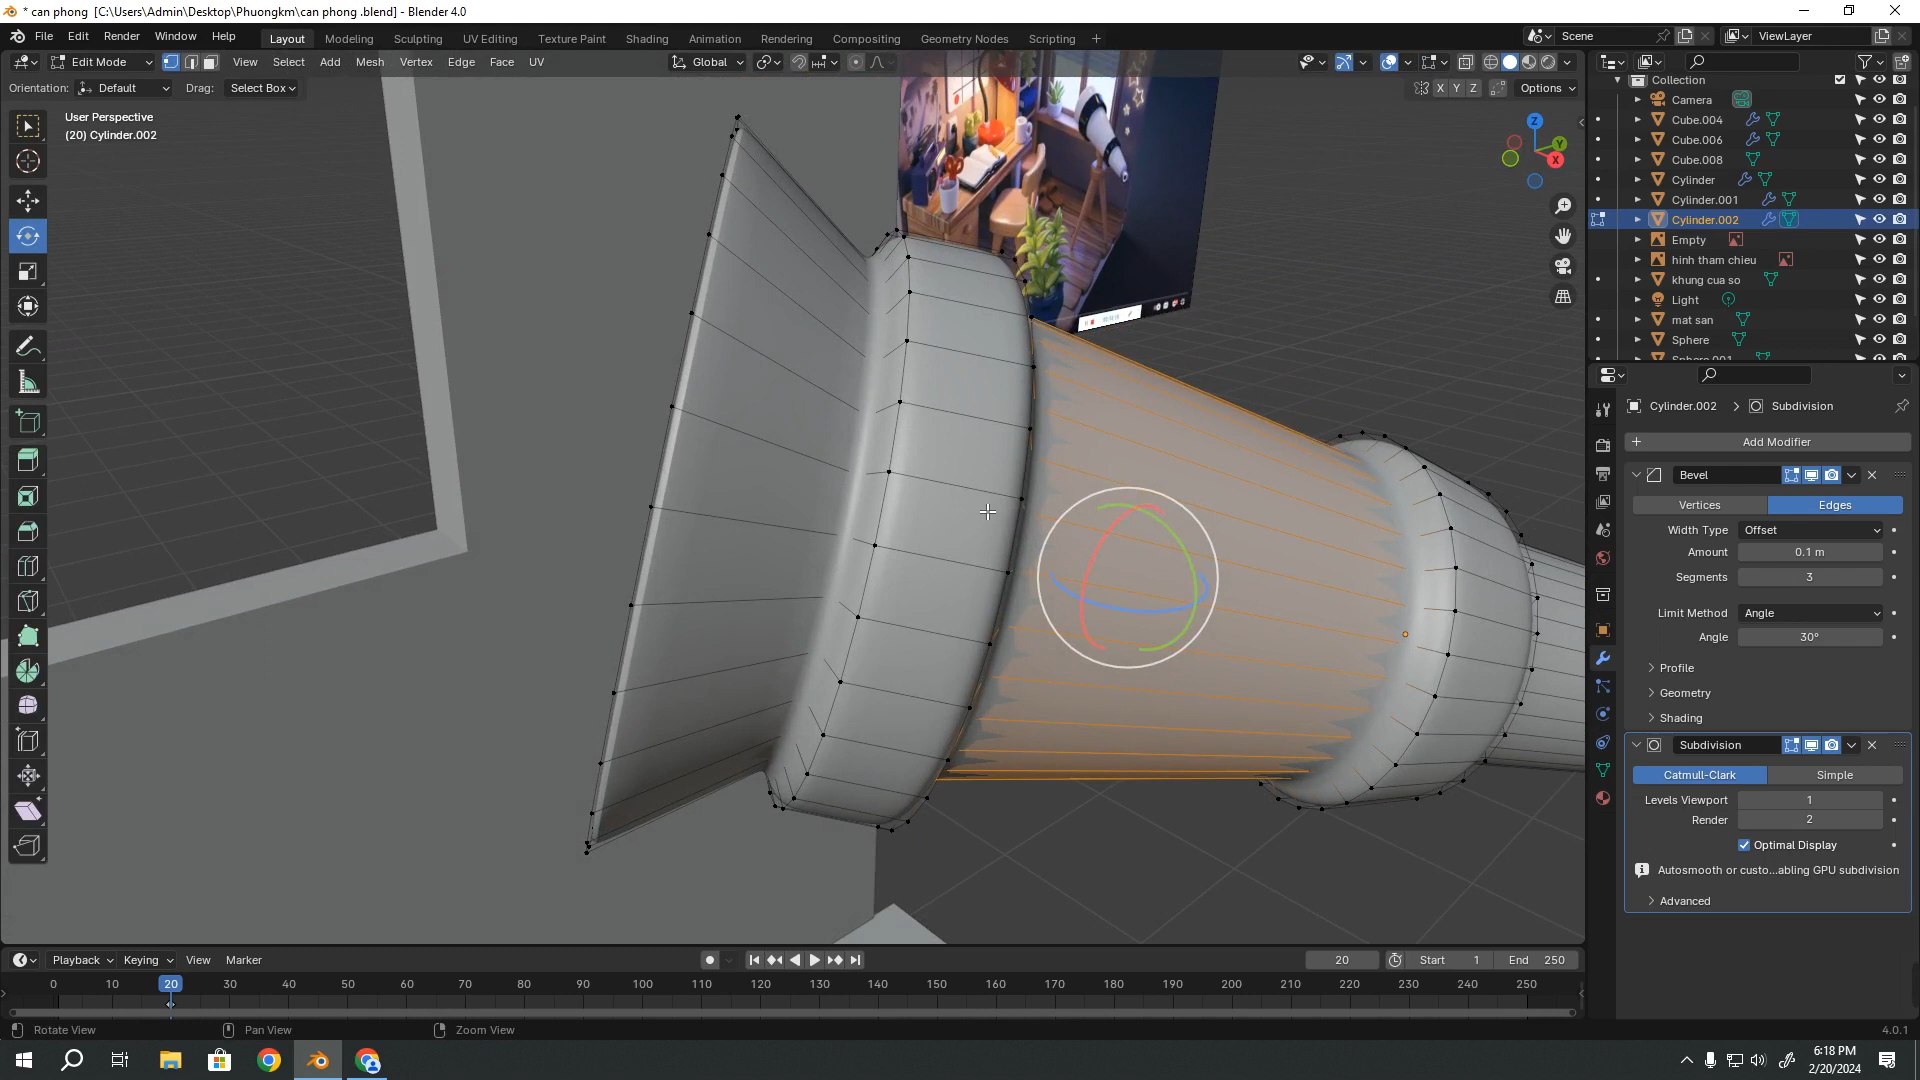 * can phong  [C:\Users\Admin\Desktop\Phuongkm\can phong .blend] - Blender 4.0
File Edit Render Window Help Layout Modeling Sculpting UV Editing Texture Paint Shading Animation Rendering Compositing Geometry Nodes Scripting + Scene ViewLayer
Edit Mode View Select Add Mesh Vertex Edge Face UV Global
Orientation: Default Drag: Select Box X Y Z Options
User Perspective
(20) Cylinder.002
Z
Y
X
Collection
Camera
Cube.004
Cube.006
Cube.008
Cylinder
Cylinder.001
Cylinder.002
Empty
hinh tham chieu
khung cua so
Light
mat san
Sphere
Sphere.001
Cylinder.002 > Subdivision
+ Add Modifier
Bevel
Vertices Edges
Width Type Offset
Amount 0.1 m
Segments 3
Limit Method Angle
Angle 30°
Profile
Geometry
Shading
Subdivision
Catmull-Clark Simple
Levels Viewport 1
Render 2
Optimal Display
Autosmooth or custo...abling GPU subdivision
Advanced
Playback Keying View Marker 20 Start 1 End 250
0 10 20 30 40 50 60 70 80 90 100 110 120 130 140 150 160 170 180 190 200 210 220 230 240 250
Rotate View Pan View Zoom View 4.0.1
6:18 PM
2/20/2024